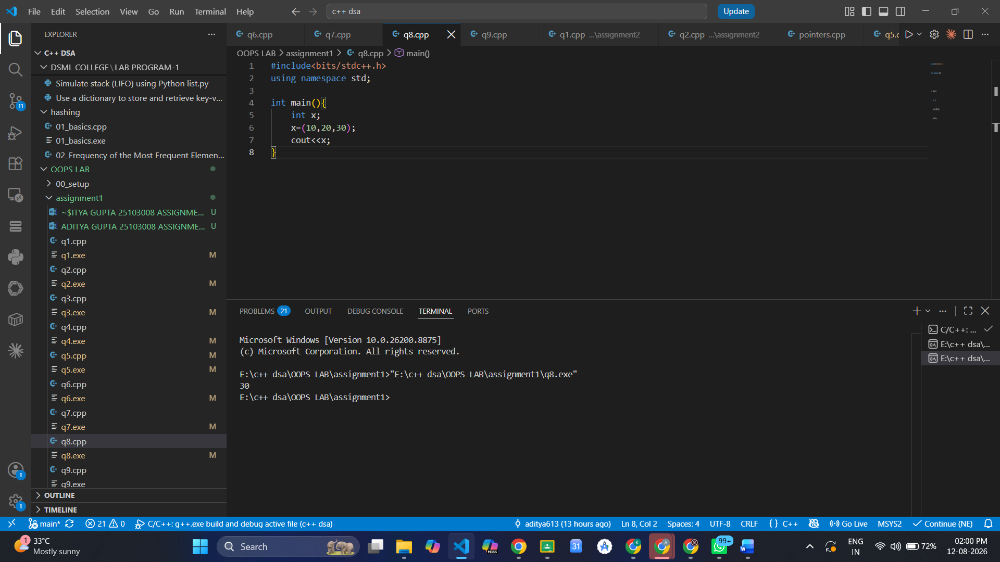 File Edit Selection View Go Run Terminal Help
c++ dsa
Update
EXPLORER
C++ DSA
DSML COLLEGE\LAB PROGRAM-1
Simulate stack (LIFO) using Python list.py
Use a dictionary to store and retrieve key-v...
hashing
01_basics.cpp
01_basics.exe
02_Frequency of the Most Frequent Elemen...
OOPS LAB
00_setup
assignment1
~$ITYA GUPTA 25103008 ASSIGNME... U
ADITYA GUPTA 25103008 ASSIGNME... U
q1.cpp
q1.exe M
q2.cpp
q2.exe M
q3.cpp
q3.exe M
q4.cpp
q4.exe M
q5.cpp M
q5.exe M
q6.cpp
q6.exe M
q7.cpp
q7.exe M
q8.cpp
q8.exe M
q9.cpp
q9.exe
OUTLINE
TIMELINE
11
1
1
q6.cpp q7.cpp q8.cpp q9.cpp q1.cpp ...\assignment2 q2.cpp ...\assignment2 pointers.cpp q5.c
OOPS LAB > assignment1 > q8.cpp > main()
1 #include<bits/stdc++.h>
2 using namespace std;
3
4 int main(){
5 int x;
6 x=(10,20,30);
7 cout<<x;
8 }
PROBLEMS 21 OUTPUT DEBUG CONSOLE TERMINAL PORTS
Microsoft Windows [Version 10.0.26200.8875]
(c) Microsoft Corporation. All rights reserved.
E:\c++ dsa\OOPS LAB\assignment1>"E:\c++ dsa\OOPS LAB\assignment1\q8.exe"
30
E:\c++ dsa\OOPS LAB\assignment1>
C/C++: ...
E:\c++ dsa\...
E:\c++ dsa\...
main* 21 0 C/C++: g++.exe build and debug active file (c++ dsa) aditya613 (13 hours ago) Ln 8, Col 2 Spaces: 4 UTF-8 CRLF {} C++ Go Live MSYS2 Continue (NE)
1
33°C
Mostly sunny
Search
M365
31
A
K
A
99+
W
ENG
IN
72%
02:00 PM
12-08-2026